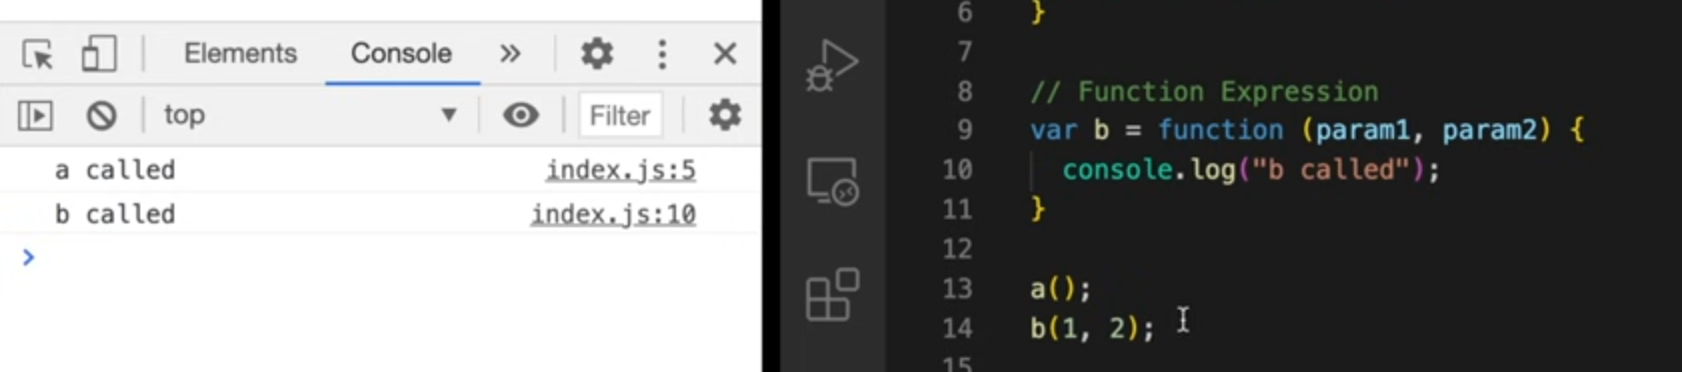 Elements Console
top Filter
a called index.js:5
b called index.js:10
6 }
7
8 // Function Expression
9 var b = function (param1, param2) {
10 console.log("b called");
11 }
12
13 a();
14 b(1, 2);
15